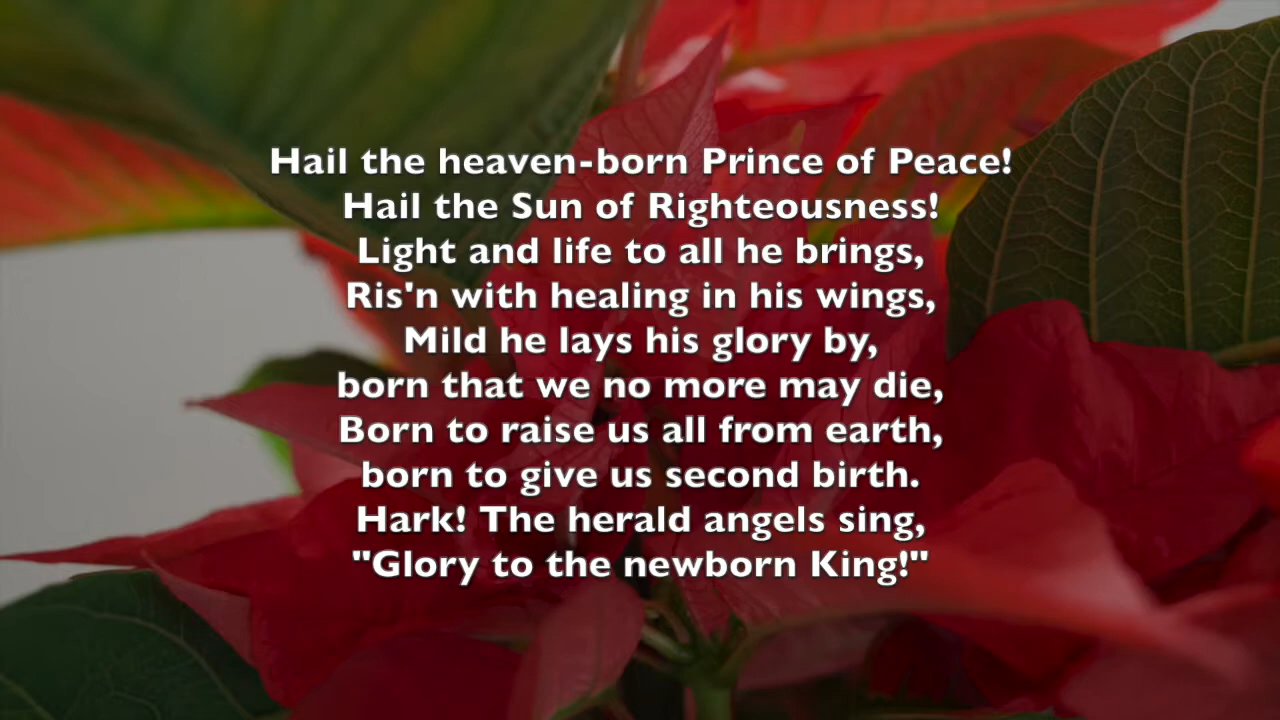 Hail the heaven-born Prince of Peace!
Hail the Sun of Righteousness!
Light and life to all he brings,
Ris'n with healing in his wings,
Mild he lays his glory by,
born that we no more may die,
Born to raise us all from earth,
born to give us second birth.
Hark! The herald angels sing,
"Glory to the newborn King!"